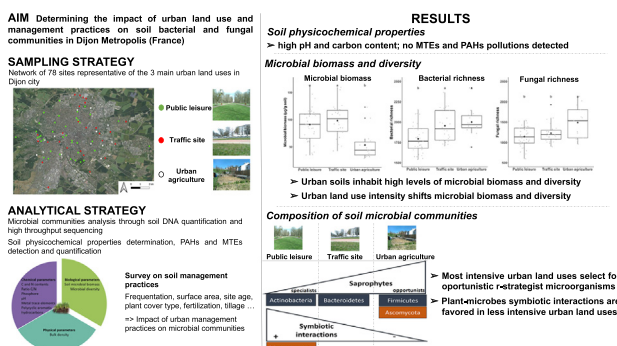 AIM Determining the impact of urban land use and
management practices on soil bacterial and fungal
communities in Dijon Metropolis (France)
SAMPLING STRATEGY
Network of 78 sites representative of the 3 main urban land uses in
Dijon city
Public leisure
Traffic site
Urban
agriculture
ANALYTICAL STRATEGY
Microbial communities analysis through soil DNA quantification and
high throughput sequencing
Soil physicochemical properties determination, PAHs and MTEs
detection and quantification
Survey on soil management
practices
Frequentation, surface area, site age,
plant cover type, fertilization, tillage …
=> Impact of urban management
practices on microbial communities
RESULTS
Soil physicochemical properties
➢ high pH and carbon content; no MTEs and PAHs pollutions detected
Microbial biomass and diversity
Microbial biomass
Bacterial richness
Fungal richness
Public leisure Traffic site Urban agriculture
Public leisure Traffic site Urban agriculture
Public leisure Traffic site Urban agriculture
➢ Urban soils inhabit high levels of microbial biomass and diversity
➢ Urban land use intensity shifts microbial biomass and diversity
Composition of soil microbial communities
Public leisure Traffic site Urban agriculture
Saprophytes
specialists opportunists
Actinobacteria Bacteroidetes Firmicutes
Ascomycota
Symbiotic
interactions
➢ Most intensive urban land uses select fo
oportunistic r-strategist microorganisms
➢ Plant-microbes symbiotic interactions are
favored in less intensive urban land uses